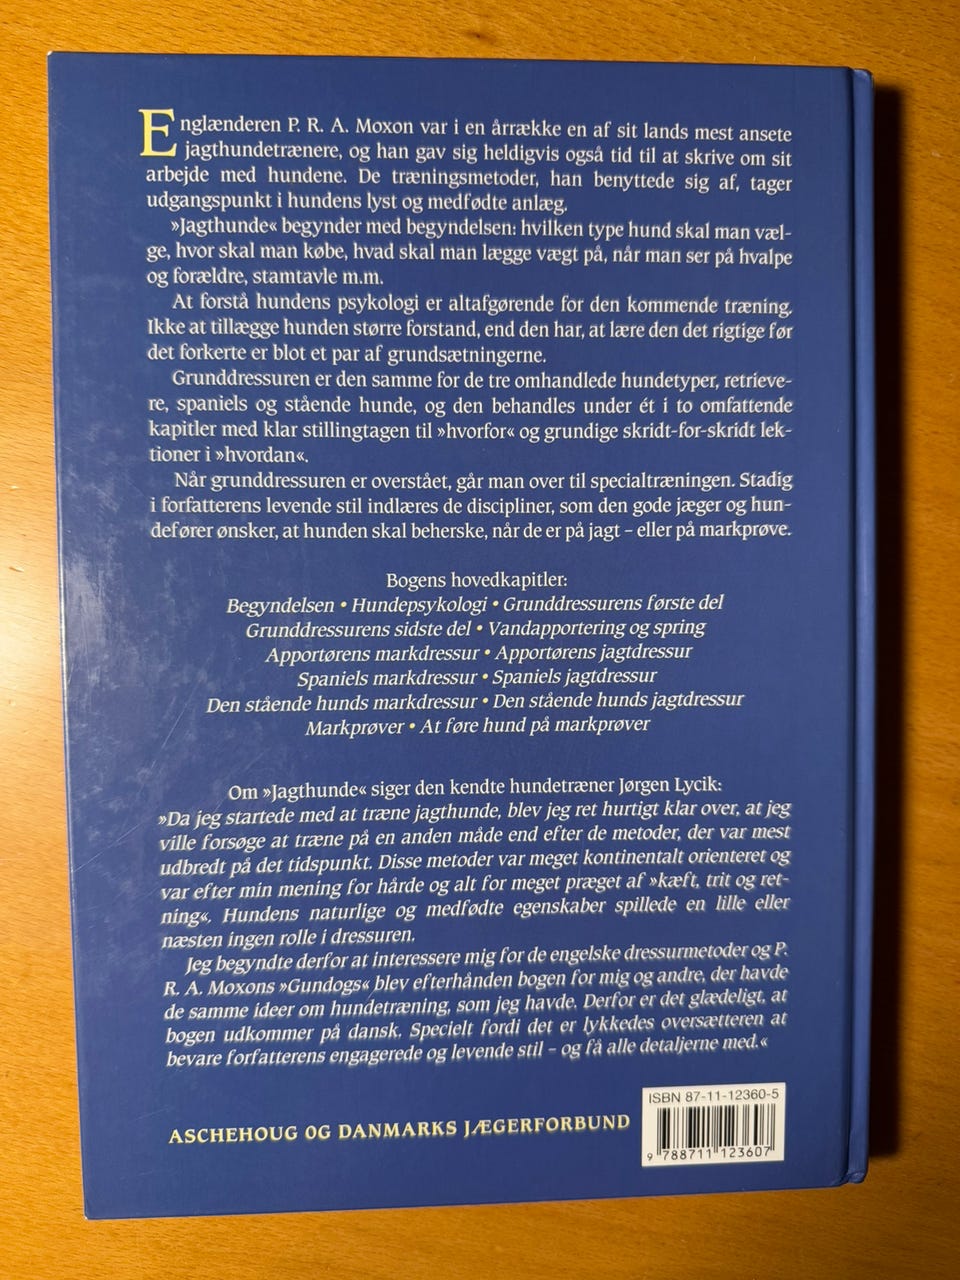 Englænderen P. R. A. Moxon var i en årrække en af sit lands mest ansete
jagthundetrænere, og han gav sig heldigvis også tid til at skrive om sit
arbejde med hundene. De træningsmetoder, han benyttede sig af, tager
udgangspunkt i hundens lyst og medfødte anlæg.
»Jagthunde« begynder med begyndelsen: hvilken type hund skal man væl-
ge, hvor skal man købe, hvad skal man lægge vægt på, når man ser på hvalpe
og forældre, stamtavle m.m.
At forstå hundens psykologi er altafgørende for den kommende træning.
Ikke at tillægge hunden større forstand, end den har, at lære den det rigtige før
det forkerte er blot et par af grundsætningerne.
Grunddressuren er den samme for de tre omhandlede hundetyper, retrieve-
re, spaniels og stående hunde, og den behandles under ét i to omfattende
kapitler med klar stillingtagen til »hvorfor« og grundige skridt-for-skridt lek-
tioner i »hvordan«.
Når grunddressuren er overstået, går man over til specialtræningen. Stadig
i forfatterens levende stil indlæres de discipliner, som den gode jæger og hun-
defører ønsker, at hunden skal beherske, når de er på jagt – eller på markprøve.
Bogens hovedkapitler:
Begyndelsen • Hundepsykologi • Grunddressurens første del
Grunddressurens sidste del • Vandapportering og spring
Apportørens markdressur • Apportørens jagtdressur
Spaniels markdressur • Spaniels jagtdressur
Den stående hunds markdressur • Den stående hunds jagtdressur
Markprøver • At føre hund på markprøver
Om »Jagthunde« siger den kendte hundetræner Jørgen Lycik:
»Da jeg startede med at træne jagthunde, blev jeg ret hurtigt klar over, at jeg
ville forsøge at træne på en anden måde end efter de metoder, der var mest
udbredt på det tidspunkt. Disse metoder var meget kontinentalt orienteret og
var efter min mening for hårde og alt for meget præget af »kæft, trit og ret-
ning«. Hundens naturlige og medfødte egenskaber spillede en lille eller
næsten ingen rolle i dressuren.
Jeg begyndte derfor at interessere mig for de engelske dressurmetoder og P.
R. A. Moxons »Gundogs« blev efterhånden bogen for mig og andre, der havde
de samme ideer om hundetræning, som jeg havde. Derfor er det glædeligt, at
bogen udkommer på dansk. Specielt fordi det er lykkedes oversætteren at
bevare forfatterens engagerede og levende stil – og få alle detaljerne med.«
ASCHEHOUG OG DANMARKS JÆGERFORBUND
ISBN 87-11-12360-5
9 788711 123607